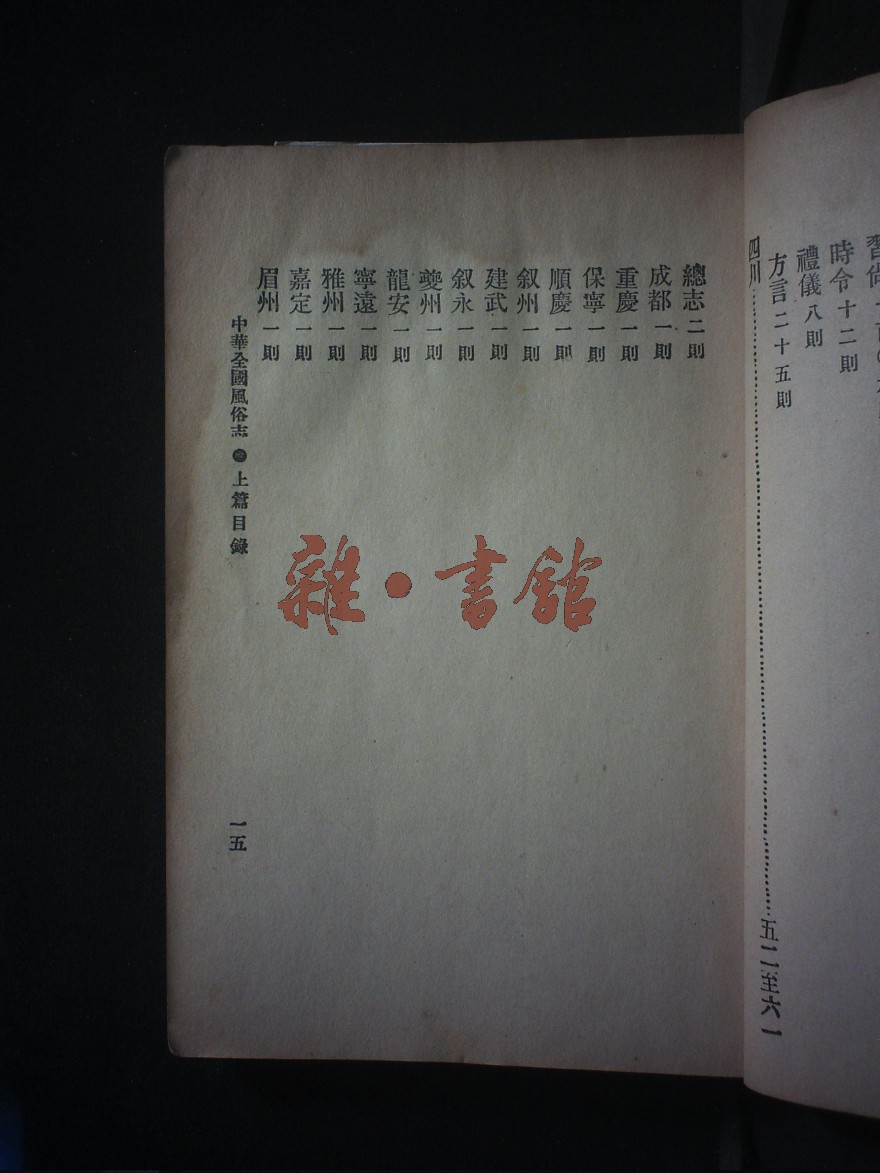 時令十二則
禮儀八則
方言二十五則
四川……五二至六一
總志二則
成都一則
重慶一則
保寧一則
順慶一則
叙州一則
建武一則
叙永一則
夔州一則
龍安一則
寧遠一則
雅州一則
嘉定一則
眉州一則
中華全國風俗志 上篇目錄
一五
雜·書館